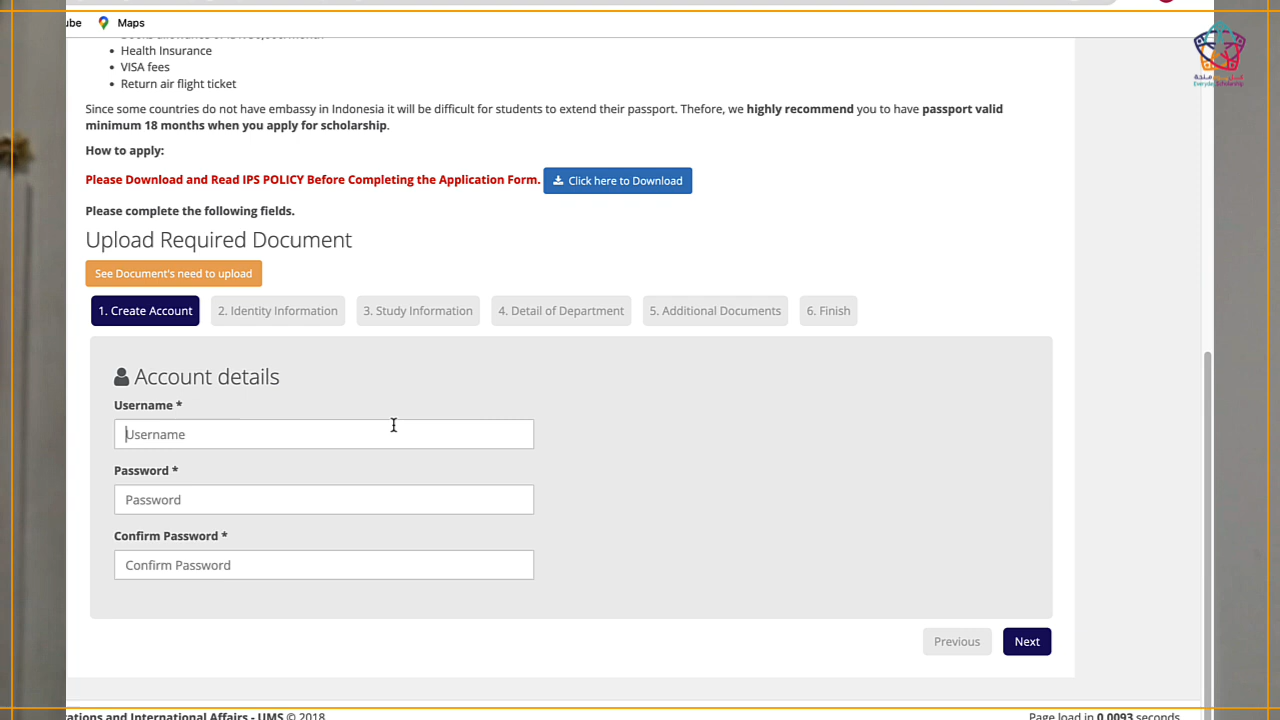 ube Maps
Health Insurance
VISA fees
Return air flight ticket
Since some countries do not have embassy in Indonesia it will be difficult for students to extend their passport. Thefore, we highly recommend you to have passport valid
minimum 18 months when you apply for scholarship.
How to apply:
Please Download and Read IPS POLICY Before Completing the Application Form. Click here to Download
Please complete the following fields.
Upload Required Document
See Document's need to upload
1. Create Account 2. Identity Information 3. Study Information 4. Detail of Department 5. Additional Documents 6. Finish
Account details
Username *
Username
Password *
Password
Confirm Password *
Confirm Password
Previous Next
ations and International Affairs - UMS © 2018 Page load in 0.0093 seconds
Everyday Scholarship